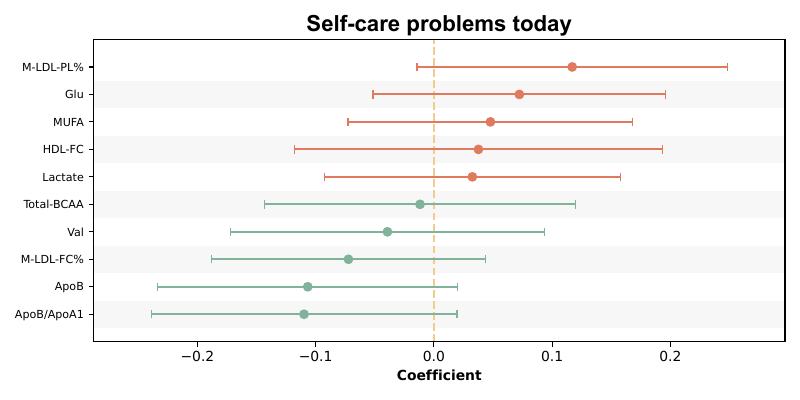 Self-care problems today
M-LDL-PL%
Glu
MUFA
HDL-FC
Lactate
Total-BCAA
Val
M-LDL-FC%
ApoB
ApoB/ApoA1
−0.2 −0.1 0.0 0.1 0.2
Coefficient